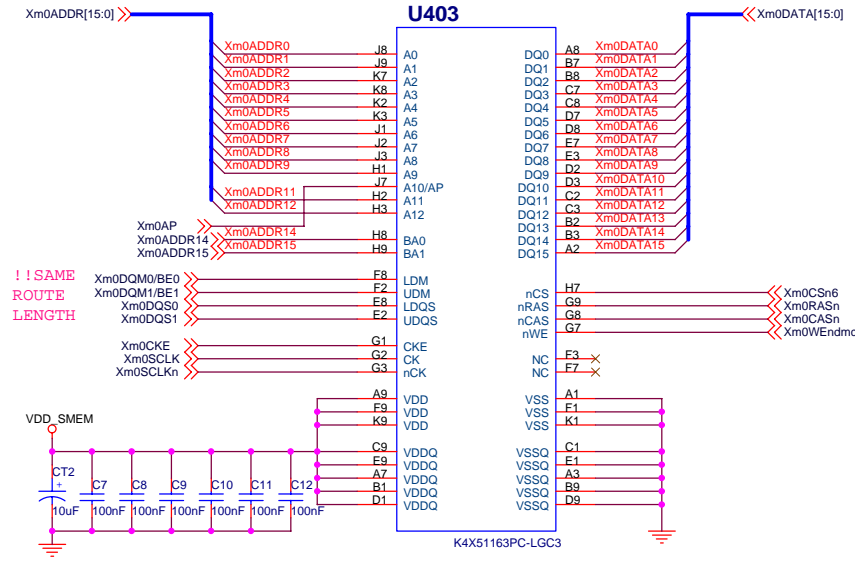 Xm0ADDR[15:0]
U403
Xm0DATA[15:0]
Xm0ADDR0 J8 A0 DQ0 A8 Xm0DATA0
Xm0ADDR1 J9 A1 DQ1 B7 Xm0DATA1
Xm0ADDR2 K7 A2 DQ2 B8 Xm0DATA2
Xm0ADDR3 K8 A3 DQ3 C7 Xm0DATA3
Xm0ADDR4 K2 A4 DQ4 C8 Xm0DATA4
Xm0ADDR5 K3 A5 DQ5 D7 Xm0DATA5
Xm0ADDR6 J1 A6 DQ6 D8 Xm0DATA6
Xm0ADDR7 J2 A7 DQ7 E7 Xm0DATA7
Xm0ADDR8 J3 A8 DQ8 E3 Xm0DATA8
Xm0ADDR9 H1 A9 DQ9 D2 Xm0DATA9
J7 A10/AP DQ10 D3 Xm0DATA10
Xm0ADDR11 H2 A11 DQ11 C2 Xm0DATA11
Xm0ADDR12 H3 A12 DQ12 C3 Xm0DATA12
Xm0AP DQ13 B2 Xm0DATA13
Xm0ADDR14 Xm0ADDR14 H8 BA0 DQ14 B3 Xm0DATA14
Xm0ADDR15 Xm0ADDR15 H9 BA1 DQ15 A2 Xm0DATA15
!!SAME
ROUTE
LENGTH
Xm0DQM0/BE0 F8 LDM nCS H7 Xm0CSn6
Xm0DQM1/BE1 F2 UDM nRAS G9 Xm0RASn
Xm0DQS0 E8 LDQS nCAS G8 Xm0CASn
Xm0DQS1 E2 UDQS nWE G7 Xm0WEndmc
Xm0CKE G1 CKE
Xm0SCLK G2 CK NC F3
Xm0SCLKn G3 nCK NC F7
A9 VDD VSS A1
F9 VDD VSS F1
K9 VDD VSS K1
VDD_SMEM
C9 VDDQ VSSQ C1
E9 VDDQ VSSQ E1
A7 VDDQ VSSQ A3
B1 VDDQ VSSQ B9
D1 VDDQ VSSQ D9
CT2 + C7 C8 C9 C10 C11 C12
10uF 100nF 100nF 100nF 100nF 100nF 100nF
K4X51163PC-LGC3